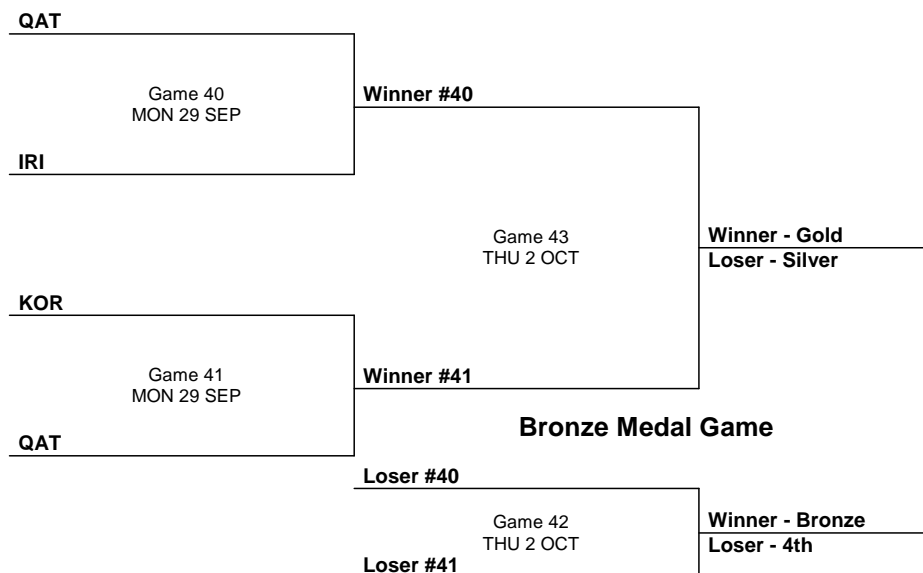 QAT
Game 40
MON 29 SEP
Winner #40
IRI
Game 43
THU 2 OCT
Winner - Gold
Loser - Silver
KOR
Game 41
MON 29 SEP
Winner #41
QAT
Bronze Medal Game
Loser #40
Game 42
THU 2 OCT
Winner - Bronze
Loser - 4th
Loser #41